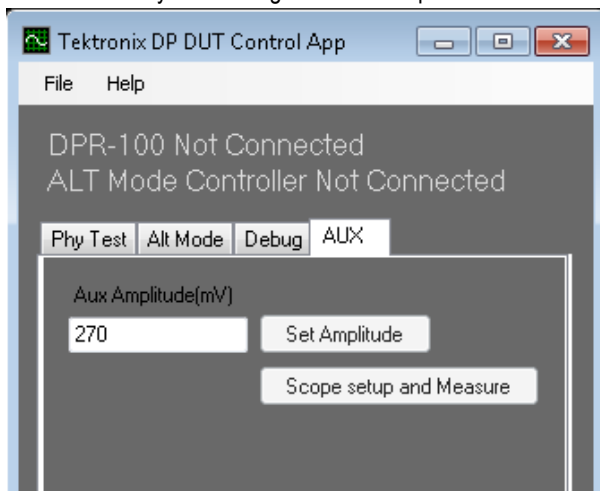 Tektronix DP DUT Control App
File Help
DPR-100 Not Connected
ALT Mode Controller Not Connected
Phy Test Alt Mode Debug AUX
Aux Amplitude(mV)
270 Set Amplitude
Scope setup and Measure